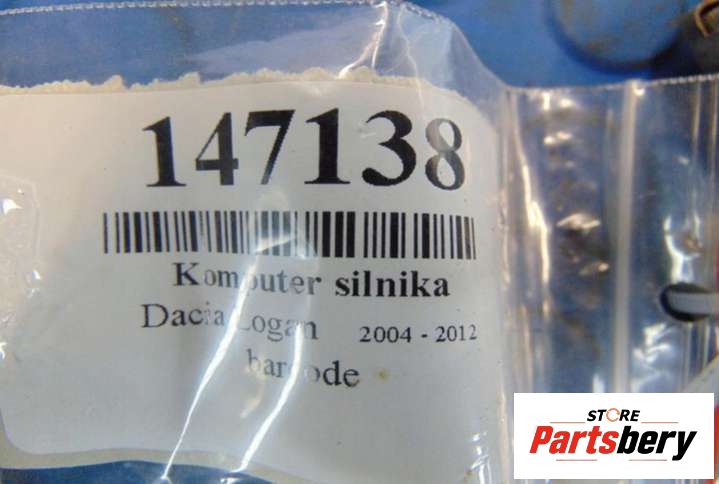 147138
Komputer silnika
Dacia Logan 2004 - 2012
barcode
STORE
Partsbery